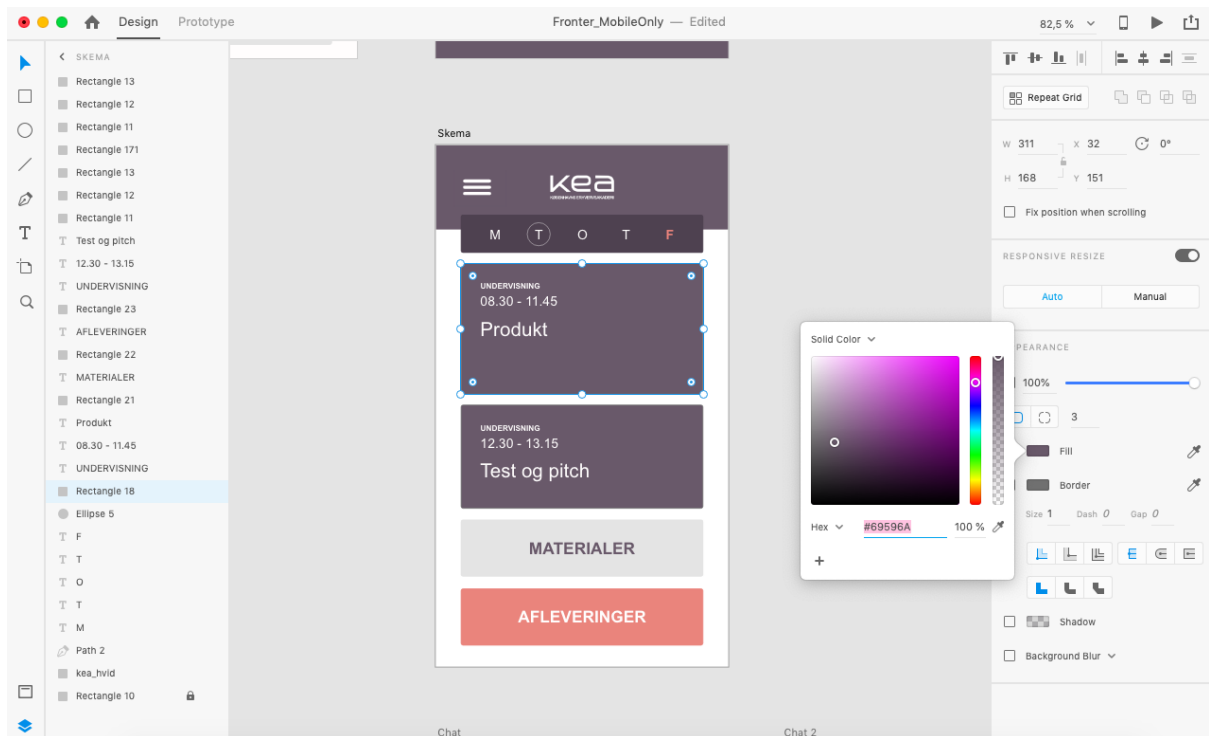 Design Prototype Fronter_MobileOnly — Edited 82,5 %
SKEMA
Rectangle 13
Rectangle 12
Rectangle 11
Rectangle 171
Rectangle 13
Rectangle 12
Rectangle 11
Test og pitch
12.30 - 13.15
UNDERVISNING
Rectangle 23
AFLEVERINGER
Rectangle 22
MATERIALER
Rectangle 21
Produkt
08.30 - 11.45
UNDERVISNING
Rectangle 18
Ellipse 5
F
T
O
T
M
Path 2
kea_hvid
Rectangle 10
Skema
kea
M T O T F
UNDERVISNING
08.30 - 11.45
Produkt
UNDERVISNING
12.30 - 13.15
Test og pitch
MATERIALER
AFLEVERINGER
Chat
Chat 2
Solid Color
Hex #69596A 100 %
+
Repeat Grid
W 311 X 32 0°
H 168 Y 151
Fix position when scrolling
RESPONSIVE RESIZE
Auto Manual
PEARANCE
100%
3
Fill
Border
Size 1 Dash 0 Gap 0
Shadow
Background Blur